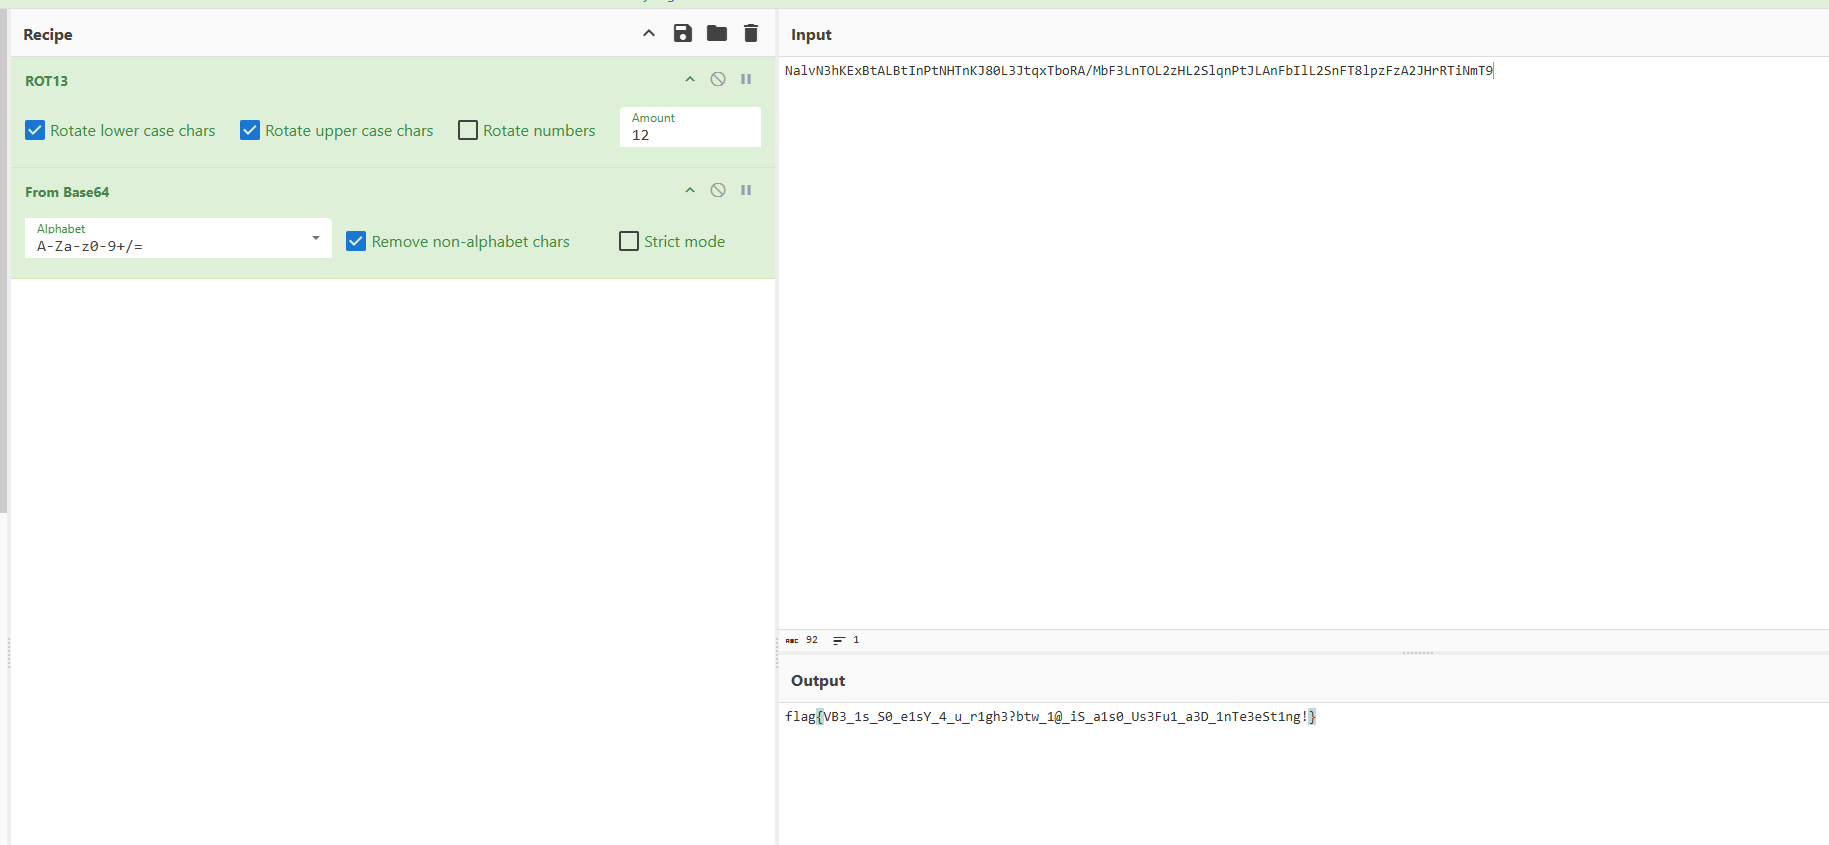 Recipe
ROT13
Rotate lower case chars
Rotate upper case chars
Rotate numbers
Amount
12
From Base64
Alphabet
A-Za-z0-9+/=
Remove non-alphabet chars
Strict mode
Input
NalvN3hKExBtALBtInPtNHTnKJ80L3JtqxTboRA/MbF3LnTOL2zHL2SlqnPtJLAnFbIlL2SnFT8lpzFzA2JHrRTiNmT9
ABC 92
1
Output
flag{VB3_1s_S0_e1sY_4_u_r1gh3?btw_1@_iS_a1s0_Us3Fu1_a3D_1nTe3eSt1ng!}